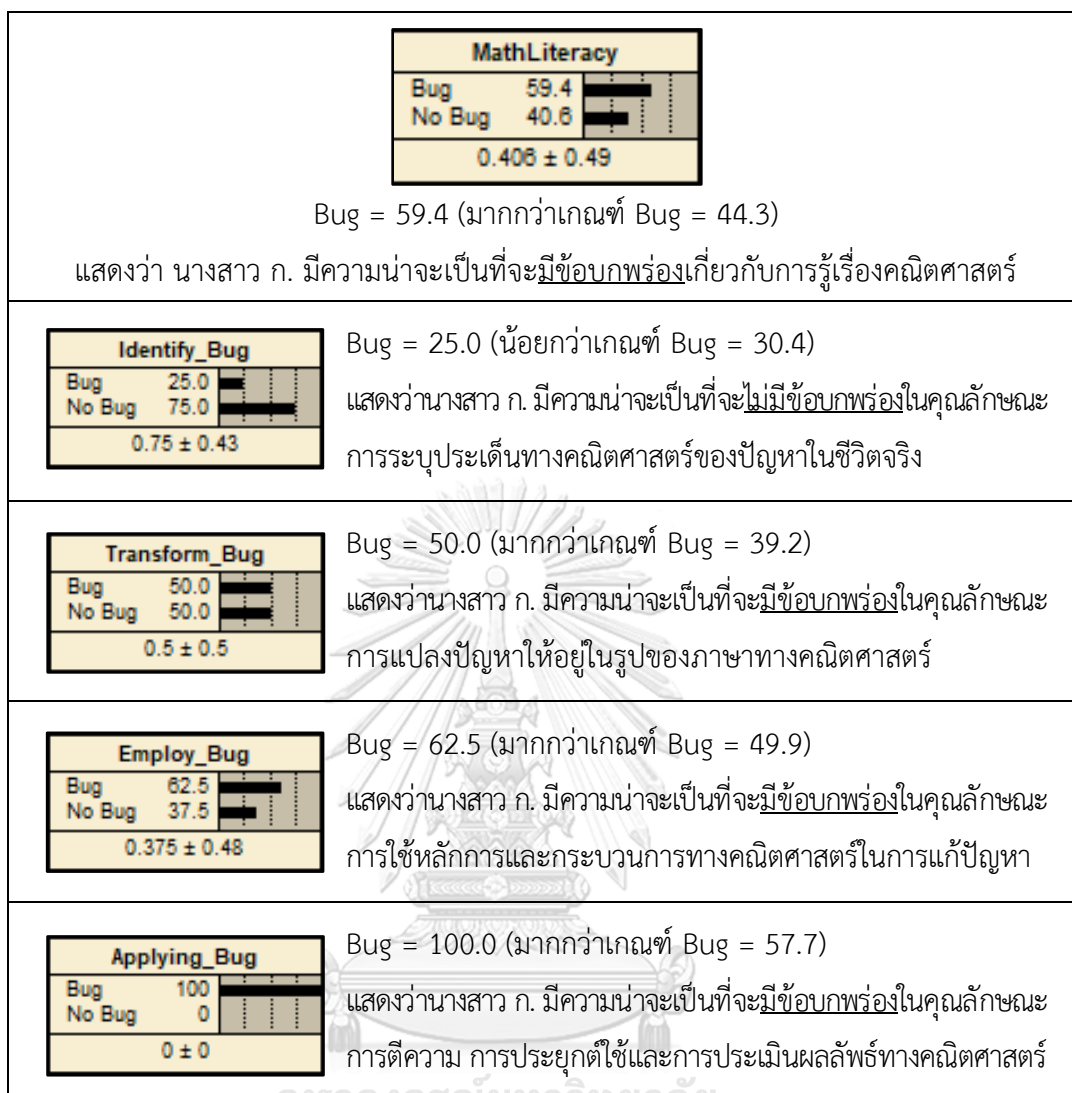 MathLiteracy
Bug 59.4
No Bug 40.6
0.406 ± 0.49
Bug = 59.4 (มากกว่าเกณฑ์ Bug = 44.3)
แสดงว่า นางสาว ก. มีความน่าจะเป็นที่จะมีข้อบกพร่องเกี่ยวกับการรู้เรื่องคณิตศาสตร์
Identify_Bug
Bug 25.0
No Bug 75.0
0.75 ± 0.43
Bug = 25.0 (น้อยกว่าเกณฑ์ Bug = 30.4)
แสดงว่านางสาว ก. มีความน่าจะเป็นที่จะไม่มีข้อบกพร่องในคุณลักษณะ
การระบุประเด็นทางคณิตศาสตร์ของปัญหาในชีวิตจริง
Transform_Bug
Bug 50.0
No Bug 50.0
0.5 ± 0.5
Bug = 50.0 (มากกว่าเกณฑ์ Bug = 39.2)
แสดงว่านางสาว ก. มีความน่าจะเป็นที่จะมีข้อบกพร่องในคุณลักษณะ
การแปลงปัญหาให้อยู่ในรูปของภาษาทางคณิตศาสตร์
Employ_Bug
Bug 62.5
No Bug 37.5
0.375 ± 0.48
Bug = 62.5 (มากกว่าเกณฑ์ Bug = 49.9)
แสดงว่านางสาว ก. มีความน่าจะเป็นที่จะมีข้อบกพร่องในคุณลักษณะ
การใช้หลักการและกระบวนการทางคณิตศาสตร์ในการแก้ปัญหา
Applying_Bug
Bug 100
No Bug 0
0 ± 0
Bug = 100.0 (มากกว่าเกณฑ์ Bug = 57.7)
แสดงว่านางสาว ก. มีความน่าจะเป็นที่จะมีข้อบกพร่องในคุณลักษณะ
การตีความ การประยุกต์ใช้และการประเมินผลลัพธ์ทางคณิตศาสตร์